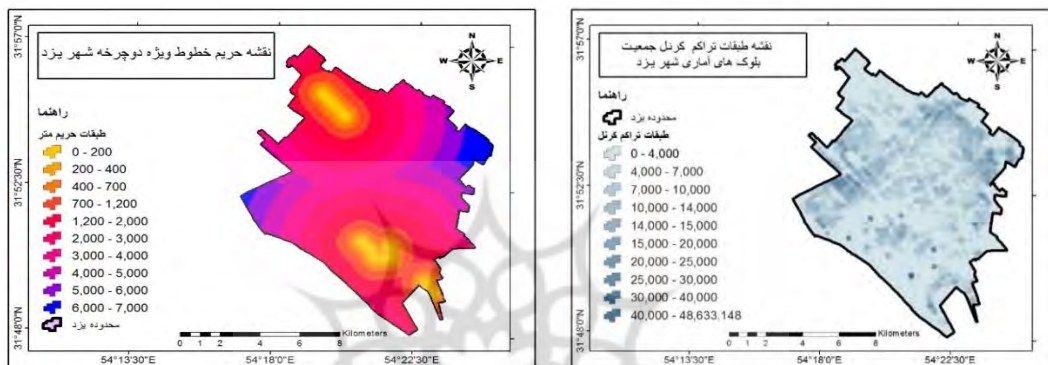 نقشه حریم خطوط ویژه دوچرخه شهر یزد
31°57'0"N
31°52'30"N
31°48'0"N
N
W
E
S
راهنما
طبقات حریم متر
0 - 200
200 - 400
400 - 700
700 - 1,200
1,200 - 2,000
2,000 - 3,000
3,000 - 4,000
4,000 - 5,000
5,000 - 6,000
6,000 - 7,000
محدوده یزد
Kilometers
0 1 2 4 6 8
54°13'30"E
54°18'0"E
54°22'30"E
نقشه طبقات تراکم کرنل جمعیت
بلوک های آماری شهر یزد
31°57'0"N
31°52'30"N
31°48'0"N
N
W
E
S
راهنما
محدوده یزد
طبقات تراکم کرنل
0 - 4,000
4,000 - 7,000
7,000 - 10,000
10,000 - 14,000
14,000 - 15,000
15,000 - 20,000
20,000 - 25,000
25,000 - 30,000
30,000 - 40,000
40,000 - 48,633.148
Kilometers
0 1 2 4 6 8
54°13'30"E
54°18'0"E
54°22'30"E